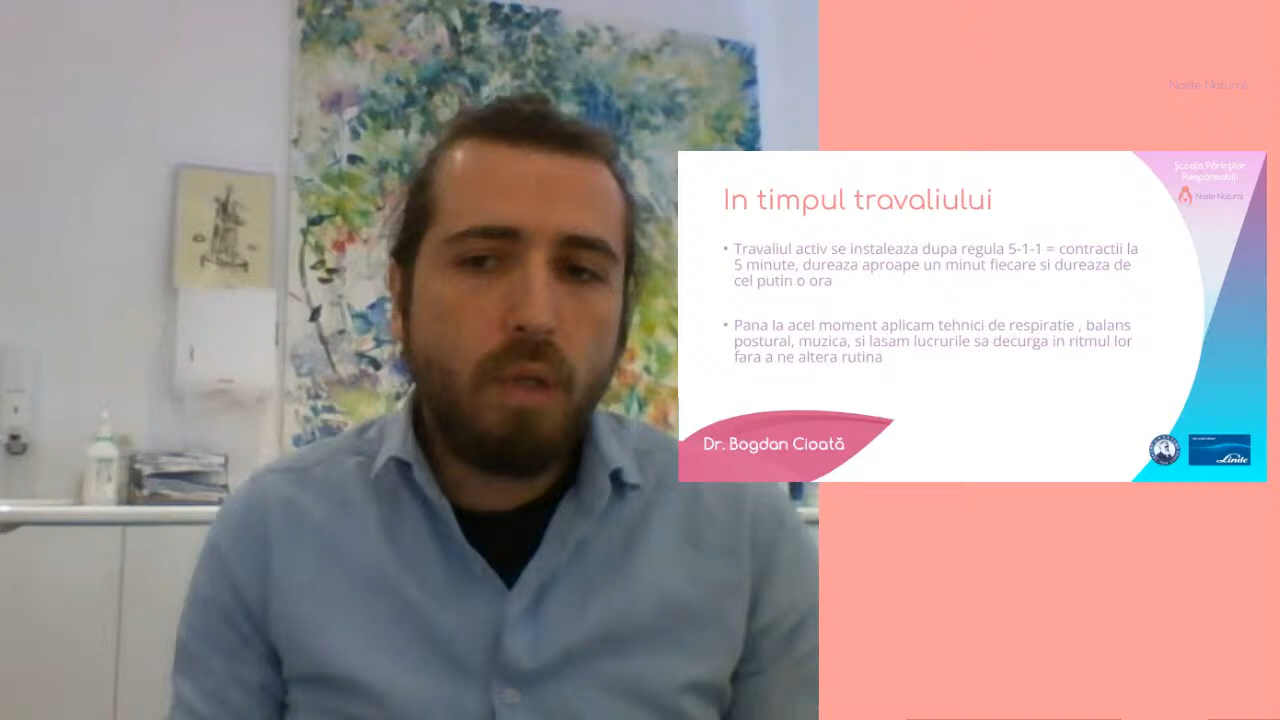 Naste Natural
Școala Părinților
Responsabili
Naste Natural
In timpul travaliului
• Travaliul activ se instaleaza dupa regula 5-1-1 = contractii la
5 minute, dureaza aproape un minut fiecare si dureaza de
cel putin o ora
• Pana la acel moment aplicam tehnici de respiratie , balans
postural, muzica, si lasam lucrurile sa decurga in ritmul lor
fara a ne altera rutina
Dr. Bogdan Cioată
Linde